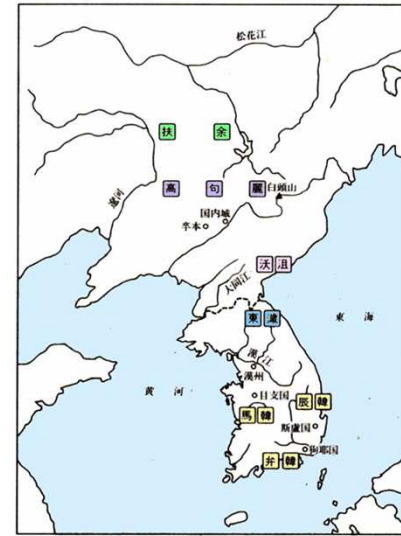 松花江
扶余
高句麗
白頭山
遼河
国内城
卒本
沃沮
大同江
東濊
東海
漢江
漢州
黄河
目支国
辰韓
馬韓
斯盧国
狗耶国
弁韓